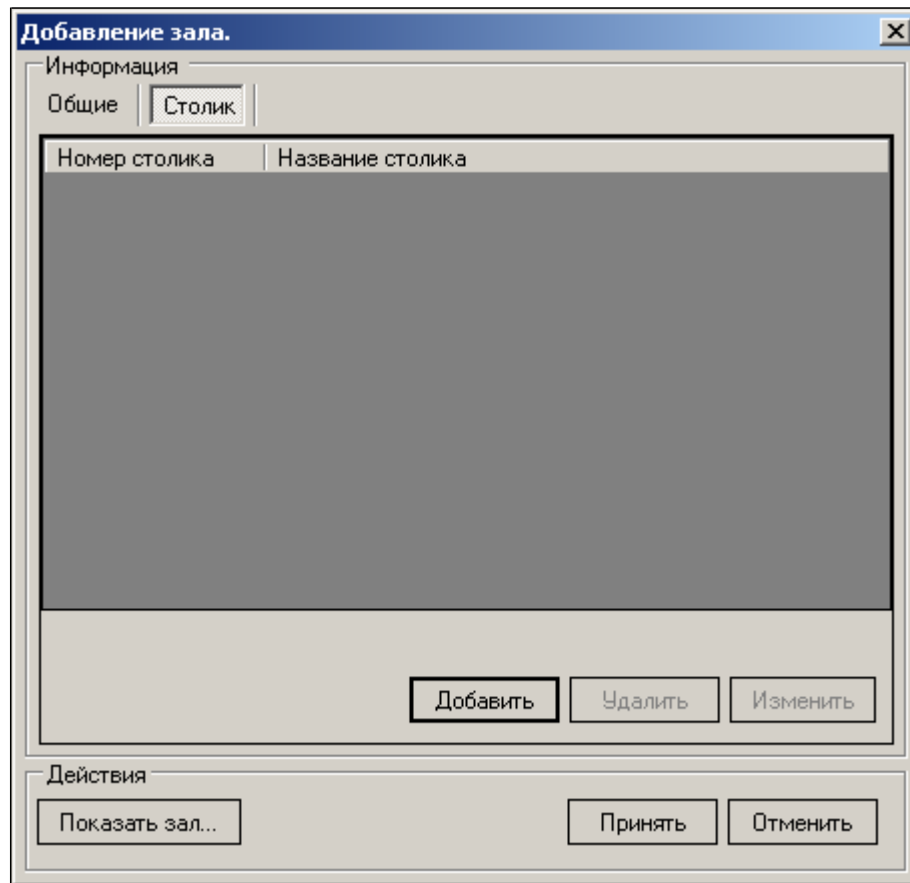 Добавление зала.
Информация
Общие Столик
Номер столика Название столика
Добавить Удалить Изменить
Действия
Показать зал... Принять Отменить